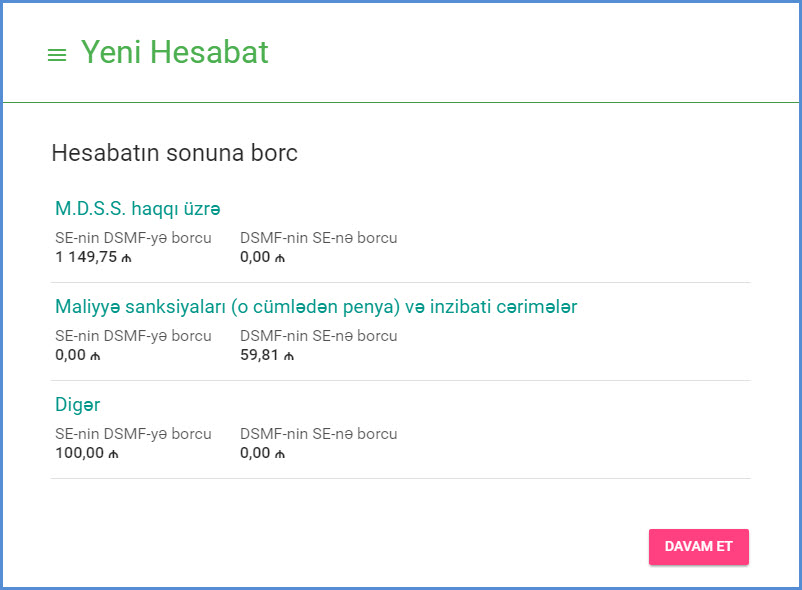 Yeni Hesabat
Hesabatın sonuna borc
M.D.S.S. haqqı üzrə
SE-nin DSMF-yə borcu DSMF-nin SE-nə borcu
1 149,75 ₼ 0,00 ₼
Maliyyə sanksiyaları (o cümlədən penya) və inzibati cərimələr
SE-nin DSMF-yə borcu DSMF-nin SE-nə borcu
0,00 ₼ 59,81 ₼
Digər
SE-nin DSMF-yə borcu DSMF-nin SE-nə borcu
100,00 ₼ 0,00 ₼
DAVAM ET